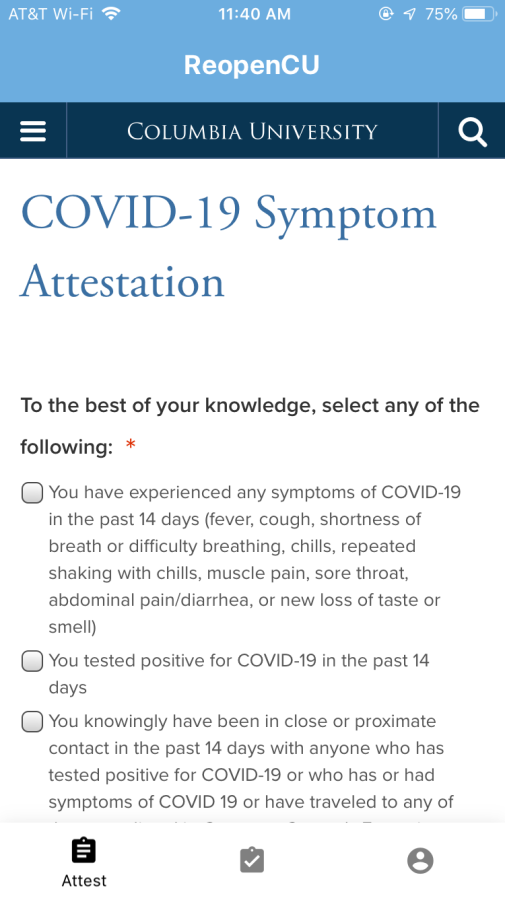 AT&T Wi-Fi 11:40 AM 75%
ReopenCU
COLUMBIA UNIVERSITY
COVID-19 Symptom
Attestation
To the best of your knowledge, select any of the
following: *
You have experienced any symptoms of COVID-19
in the past 14 days (fever, cough, shortness of
breath or difficulty breathing, chills, repeated
shaking with chills, muscle pain, sore throat,
abdominal pain/diarrhea, or new loss of taste or
smell)
You tested positive for COVID-19 in the past 14
days
You knowingly have been in close or proximate
contact in the past 14 days with anyone who has
tested positive for COVID-19 or who has or had
symptoms of COVID 19 or have traveled to any of
Attest